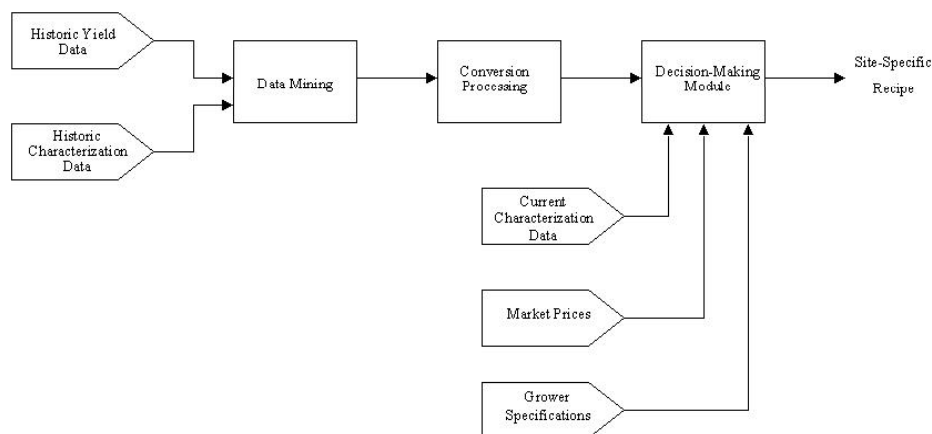 Historic Yield
Data
Data Mining
Conversion
Processing
Decision-Making
Module
Site-Specific
Recipe
Historic
Characterization
Data
Current
Characterization
Data
Market Prices
Grower
Specifications